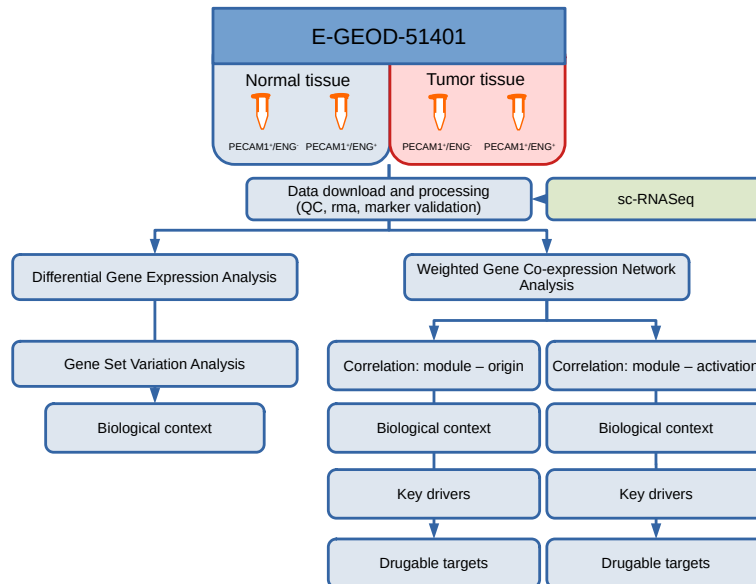 E-GEOD-51401
Normal tissue
Tumor tissue
PECAM1⁺/ENG⁻
PECAM1⁺/ENG⁺
PECAM1⁺/ENG⁻
PECAM1⁺/ENG⁺
Data download and processing
(QC, rma, marker validation)
sc-RNASeq
Differential Gene Expression Analysis
Weighted Gene Co-expression Network
Analysis
Gene Set Variation Analysis
Correlation: module – origin
Correlation: module – activation
Biological context
Biological context
Biological context
Key drivers
Key drivers
Drugable targets
Drugable targets